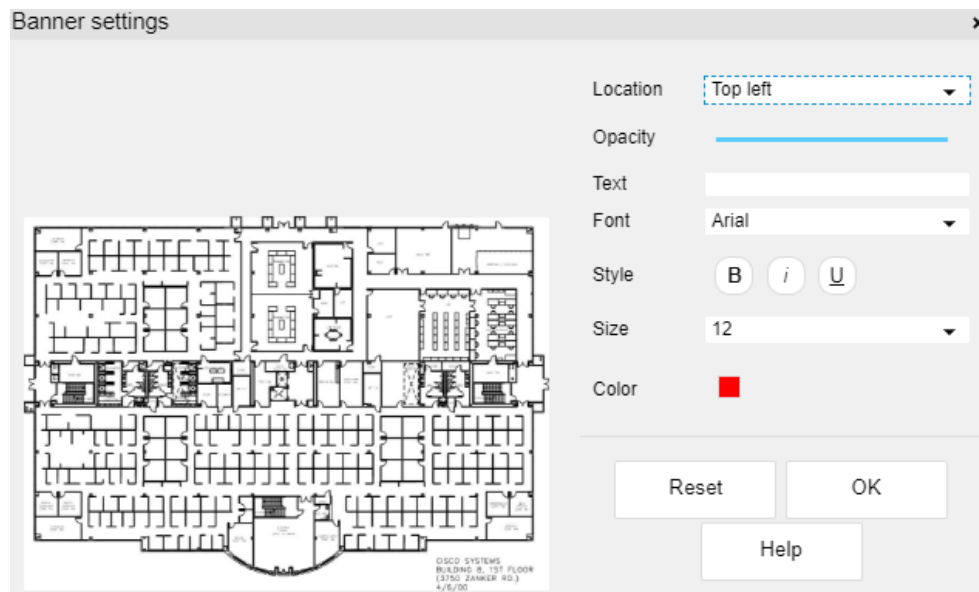 Banner settings
Location
Top left
Opacity
Text
Font
Arial
Style
B i U
Size
12
Color
Reset
OK
Help
CISCO SYSTEMS
BUILDING 8, 1ST FLOOR
(3750 ZANKER RD.)
4/6/00